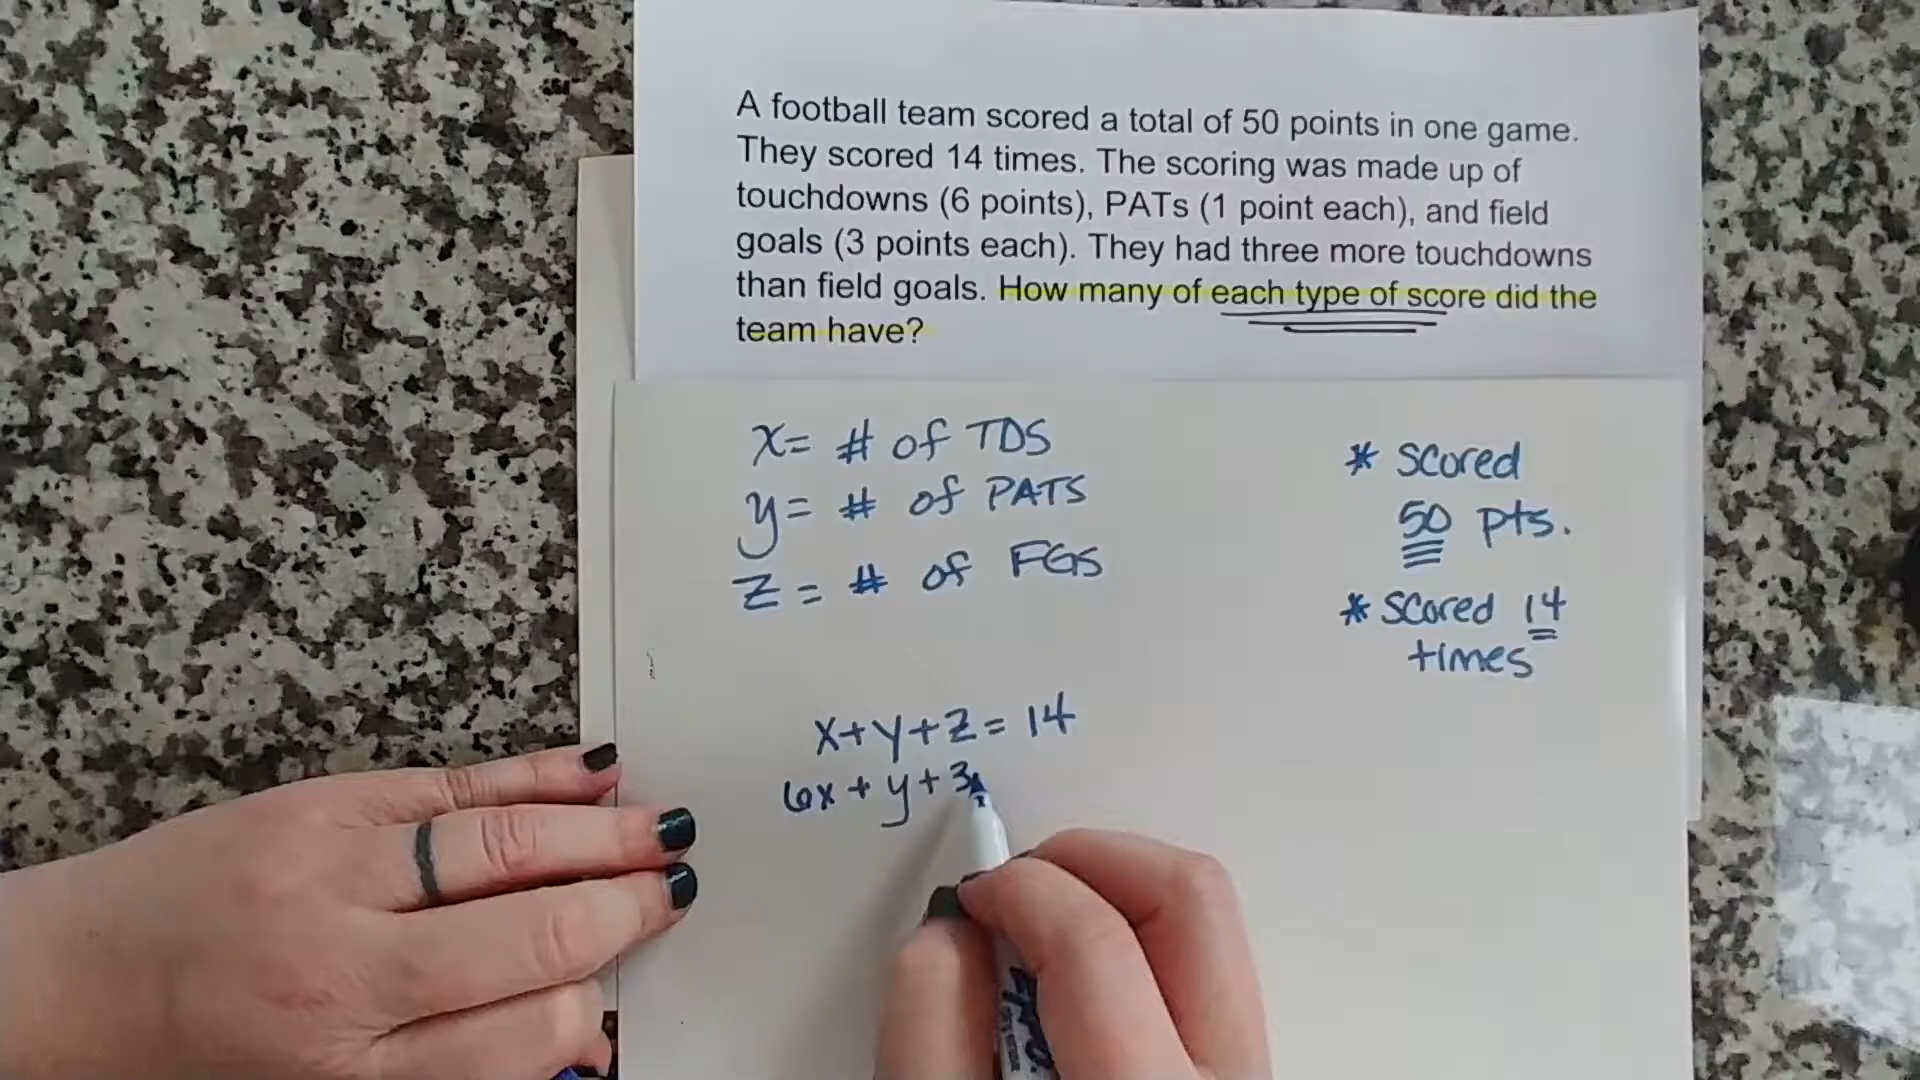 A football team scored a total of 50 points in one game.
They scored 14 times. The scoring was made up of
touchdowns (6 points), PATs (1 point each), and field
goals (3 points each). They had three more touchdowns
than field goals. How many of each type of score did the
team have?
x = # of TDS
y = # of PATS
z = # of FGS
* scored
50 pts.
* scored 14
times
x+y+z = 14
6x + y + 3